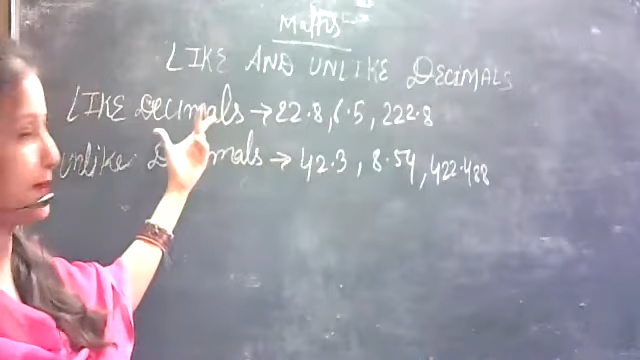 Maths
LIKE AND UNLIKE DECIMALS
LIKE Decimals → 22.8, 6.5, 222.8
unlike Decimals → 42.3, 8.54, 422.488